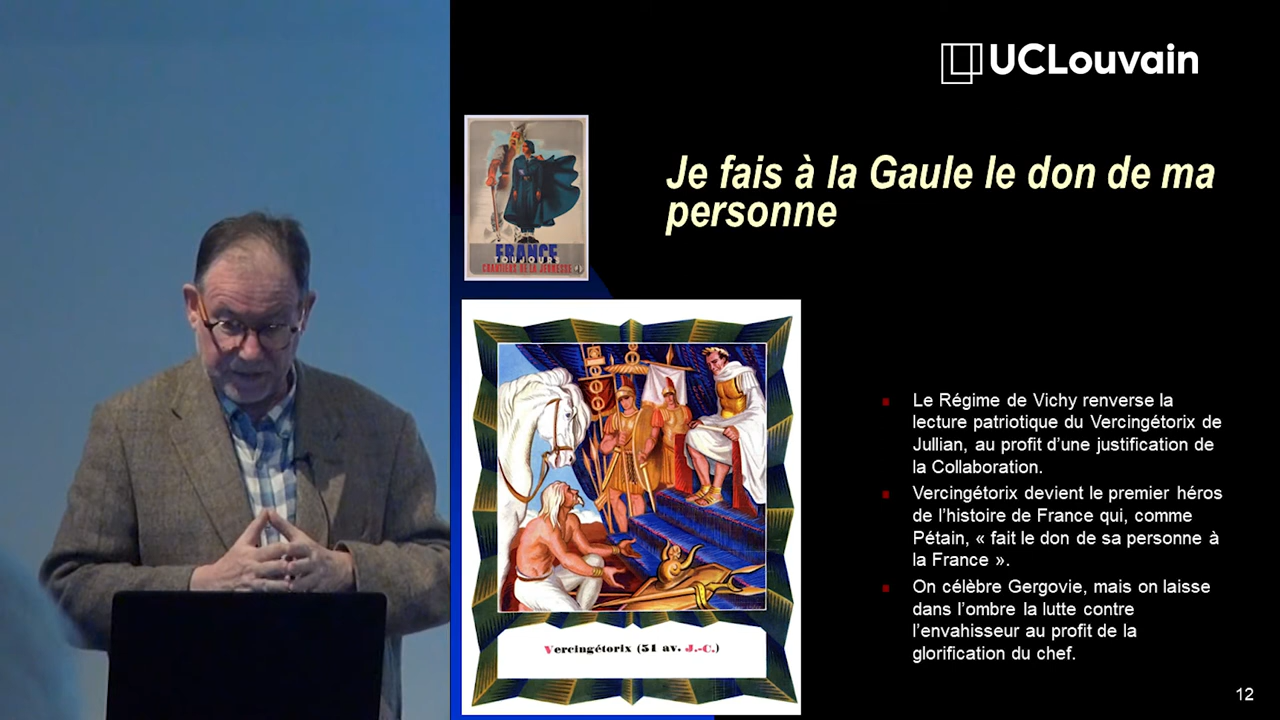 UCLouvain
Je fais à la Gaule le don de ma
personne
FRANCE
TOUJOURS
CHANTIERS DE LA JEUNESSE
Le Régime de Vichy renverse la
lecture patriotique du Vercingétorix de
Jullian, au profit d'une justification de
la Collaboration.
Vercingétorix devient le premier héros
de l'histoire de France qui, comme
Pétain, « fait le don de sa personne à
la France ».
On célèbre Gergovie, mais on laisse
dans l'ombre la lutte contre
l'envahisseur au profit de la
glorification du chef.
Vercingétorix (51 av. J.-C.)
12